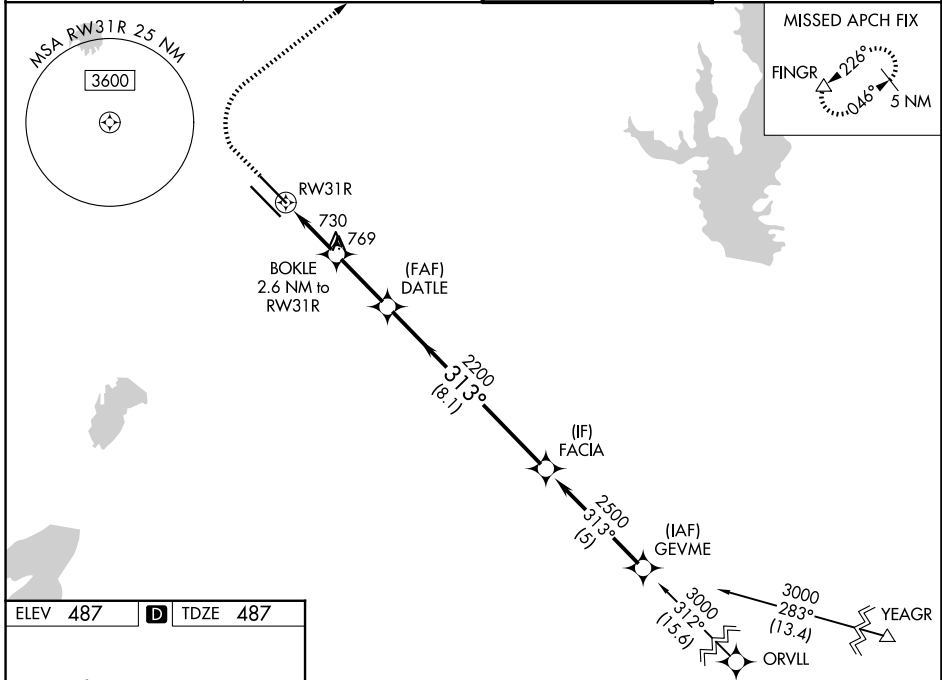 MSA RW31R 25 NM
3600
MISSED APCH FIX
FINGR
226°
046°
5 NM
RW31R
730
769
BOKLE
2.6 NM to
RW31R
(FAF)
DATLE
2200
313°
(8.1)
(IF)
FACIA
2500
313°
(5)
(IAF)
GEVME
3000
312°
(15.6)
ORVLL
3000
283°
(13.4)
YEAGR
ELEV 487 D TDZE 487